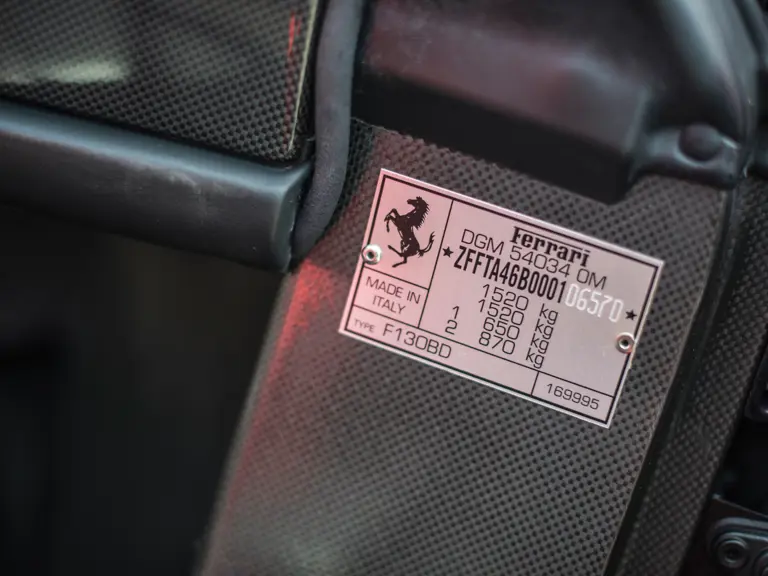 Ferrari
DGM 54034 OM
★ZFFTA46B000106570★
1520 kg
1520 kg
1 650 kg
2 870 kg
MADE IN
ITALY
TYPE F130BD
169995